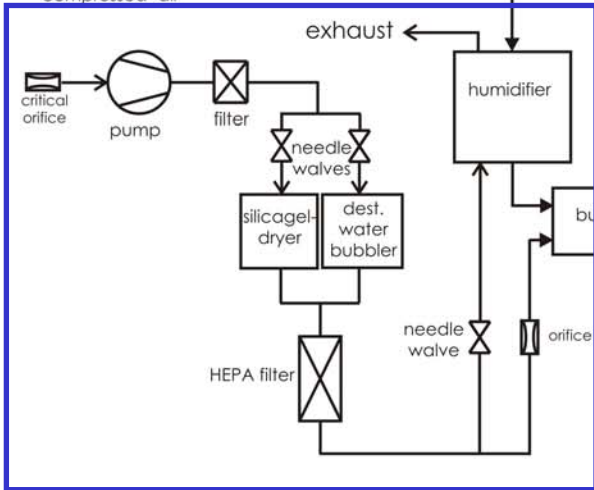 exhaust
critical
orifice
pump
filter
humidifier
needle
walves
silicagel-
dryer
dest.
water
bubbler
needle
walve
orifice
HEPA filter